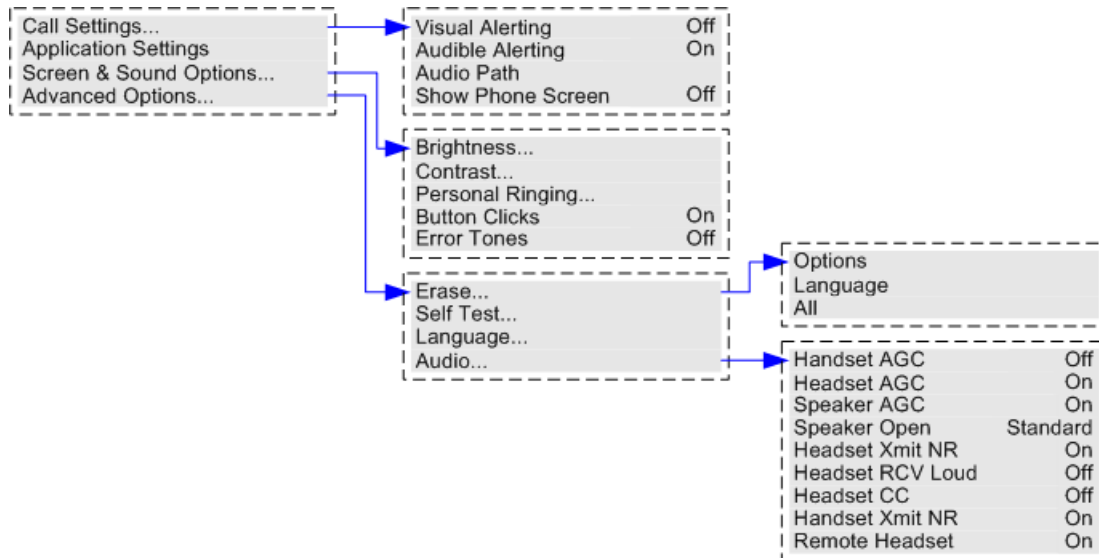 Call Settings...
Application Settings
Screen & Sound Options...
Advanced Options...
Visual Alerting Off
Audible Alerting On
Audio Path
Show Phone Screen Off
Brightness...
Contrast...
Personal Ringing...
Button Clicks On
Error Tones Off
Erase...
Self Test...
Language...
Audio...
Options
Language
All
Handset AGC Off
Headset AGC On
Speaker AGC On
Speaker Open Standard
Headset Xmit NR On
Headset RCV Loud Off
Headset CC Off
Handset Xmit NR On
Remote Headset On